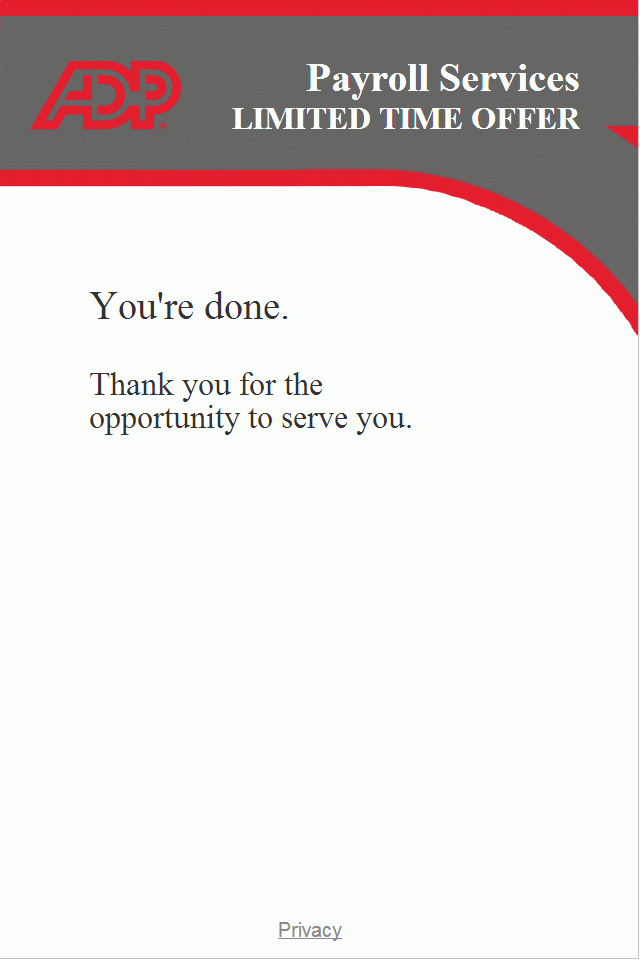 ADP
Payroll Services
LIMITED TIME OFFER
You're done.
Thank you for the
opportunity to serve you.
Privacy